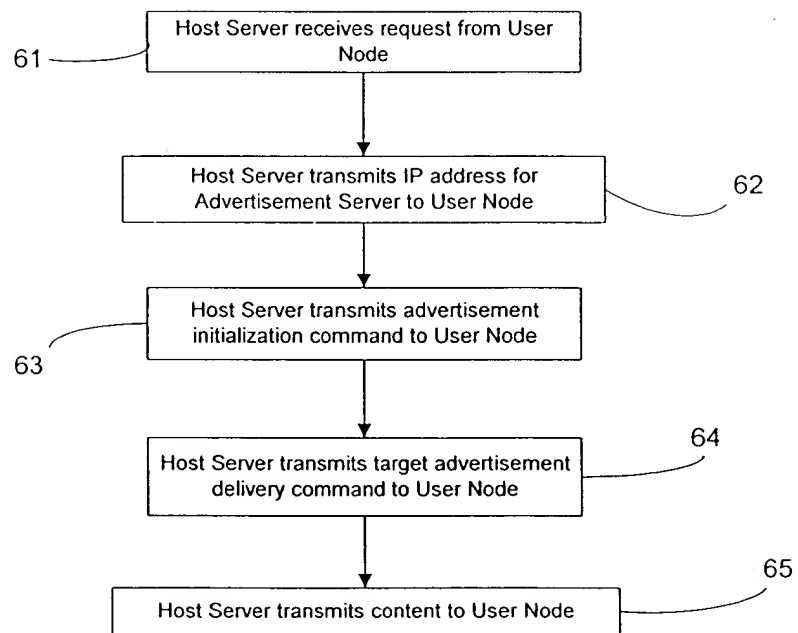 Host Server receives request from User
Node
61
Host Server transmits IP address for
Advertisement Server to User Node
62
Host Server transmits advertisement
initialization command to User Node
63
Host Server transmits target advertisement
delivery command to User Node
64
Host Server transmits content to User Node
65